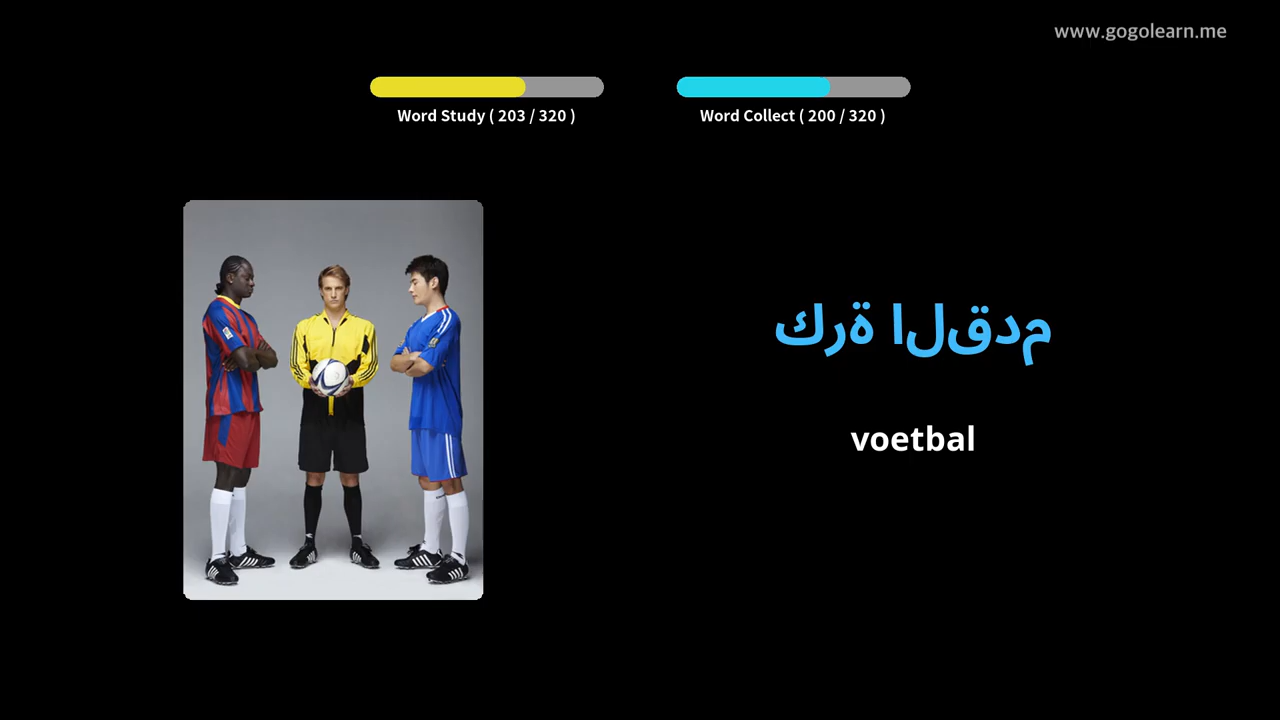 www.gogolearn.me
Word Study ( 203 / 320 )
Word Collect ( 200 / 320 )
كرة القدم
voetbal